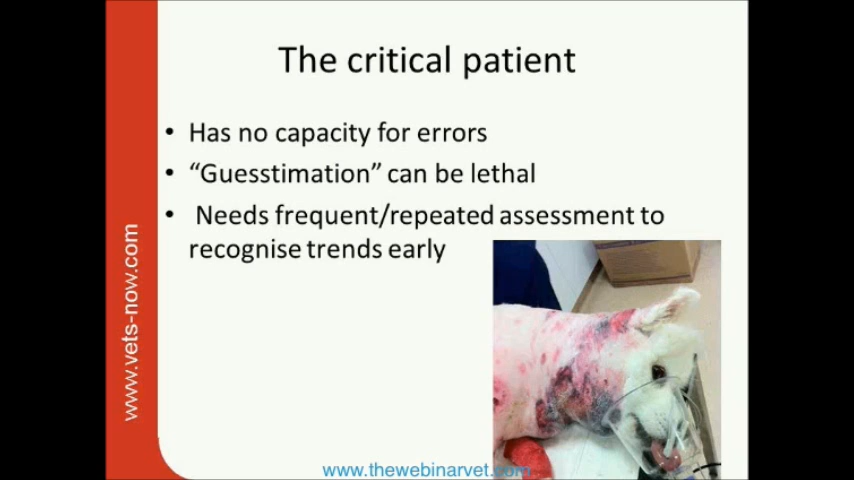 The critical patient
• Has no capacity for errors
• “Guesstimation” can be lethal
• Needs frequent/repeated assessment to
recognise trends early
www.vets-now.com
www.thewebinarvet.com